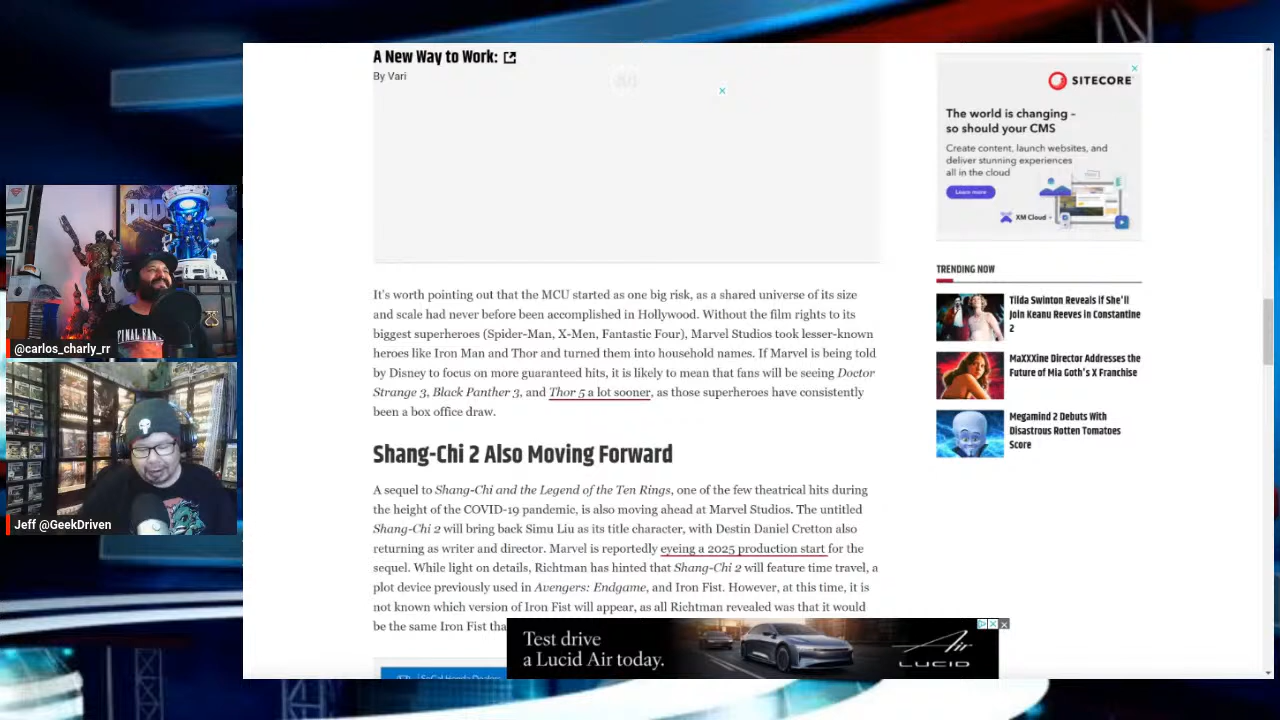 A New Way to Work:
By Vari
It's worth pointing out that the MCU started as one big risk, as a shared universe of its size
and scale had never before been accomplished in Hollywood. Without the film rights to its
biggest superheroes (Spider-Man, X-Men, Fantastic Four), Marvel Studios took lesser-known
heroes like Iron Man and Thor and turned them into household names. If Marvel is being told
by Disney to focus on more guaranteed hits, it is likely to mean that fans will be seeing Doctor
Strange 3, Black Panther 3, and Thor 5 a lot sooner, as those superheroes have consistently
been a box office draw.
Shang-Chi 2 Also Moving Forward
A sequel to Shang-Chi and the Legend of the Ten Rings, one of the few theatrical hits during
the height of the COVID-19 pandemic, is also moving ahead at Marvel Studios. The untitled
Shang-Chi 2 will bring back Simu Liu as its title character, with Destin Daniel Cretton also
returning as writer and director. Marvel is reportedly eyeing a 2025 production start for the
sequel. While light on details, Richtman has hinted that Shang-Chi 2 will feature time travel, a
plot device previously used in Avengers: Endgame, and Iron Fist. However, at this time, it is
not known which version of Iron Fist will appear, as all Richtman revealed was that it would
be the same Iron Fist tha
SoCal Honda Dealers
Test drive
a Lucid Air today.
Air
LUCID
SITECORE
The world is changing -
so should your CMS
Create content, launch websites, and
deliver stunning experiences
all in the cloud
Learn more
XM Cloud
TRENDING NOW
Tilda Swinton Reveals if She'll
Join Keanu Reeves in Constantine
2
MaXXXine Director Addresses the
Future of Mia Goth's X Franchise
Megamind 2 Debuts With
Disastrous Rotten Tomatoes
Score
DOO
FINAL FAN
@carlos_charly_rr
Jeff @GeekDriven